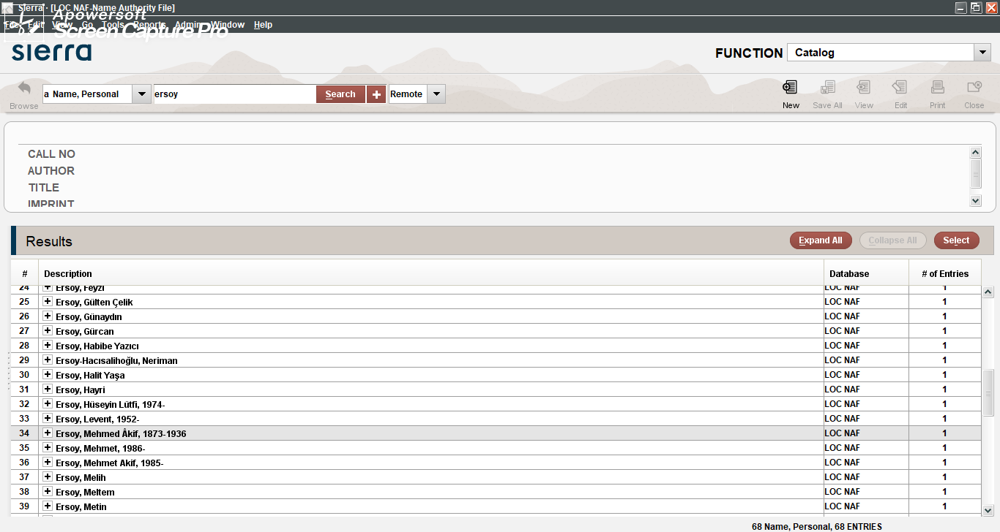 Sierra · [LOC NAF-Name Authority File]
Apowersoft
Screen Capture Pro
File Edit View Go Tools Reports Admin Window Help
sierra
FUNCTION Catalog
Browse
a Name, Personal ersoy Search + Remote
New Save All View Edit Print Close
CALL NO
AUTHOR
TITLE
IMPRINT
Results Expand All Collapse All Select
# Description Database # of Entries
24 Ersoy, Feyzi LOC NAF 1
25 Ersoy, Gülten Çelik LOC NAF 1
26 Ersoy, Günaydın LOC NAF 1
27 Ersoy, Gürcan LOC NAF 1
28 Ersoy, Habibe Yazıcı LOC NAF 1
29 Ersoy-Hacısalihoğlu, Neriman LOC NAF 1
30 Ersoy, Halit Yaşa LOC NAF 1
31 Ersoy, Hayri LOC NAF 1
32 Ersoy, Hüseyin Lütfi, 1974- LOC NAF 1
33 Ersoy, Levent, 1952- LOC NAF 1
34 Ersoy, Mehmed Âkif, 1873-1936 LOC NAF 1
35 Ersoy, Mehmet, 1986- LOC NAF 1
36 Ersoy, Mehmet Akif, 1985- LOC NAF 1
37 Ersoy, Melih LOC NAF 1
38 Ersoy, Meltem LOC NAF 1
39 Ersoy, Metin LOC NAF 1
68 Name, Personal, 68 ENTRIES